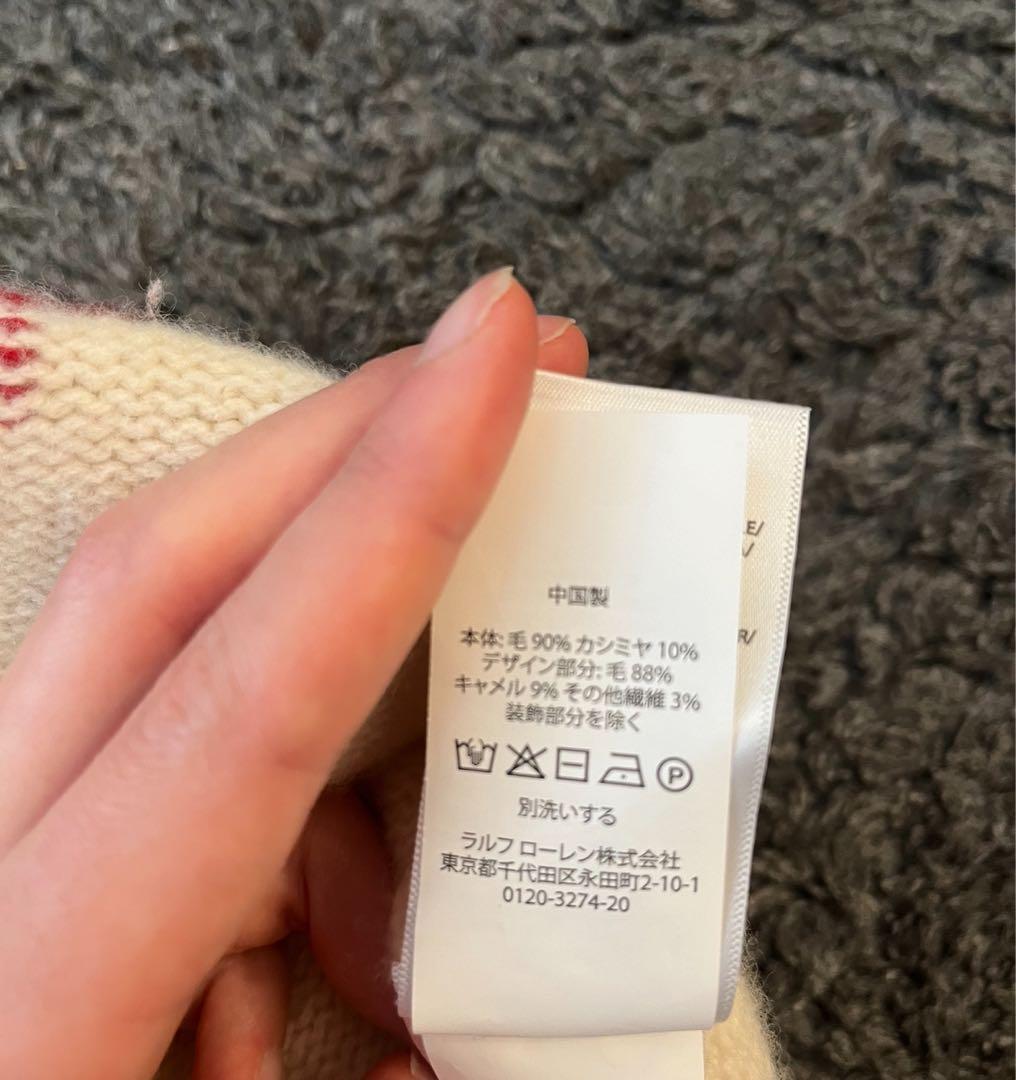 中国製
本体: 毛 90% カシミヤ 10%
デザイン部分: 毛 88%
キャメル 9% その他繊維 3%
装飾部分を除く
P
別洗いする
ラルフ ローレン株式会社
東京都千代田区永田町2-10-1
0120-3274-20
E/
/
R/